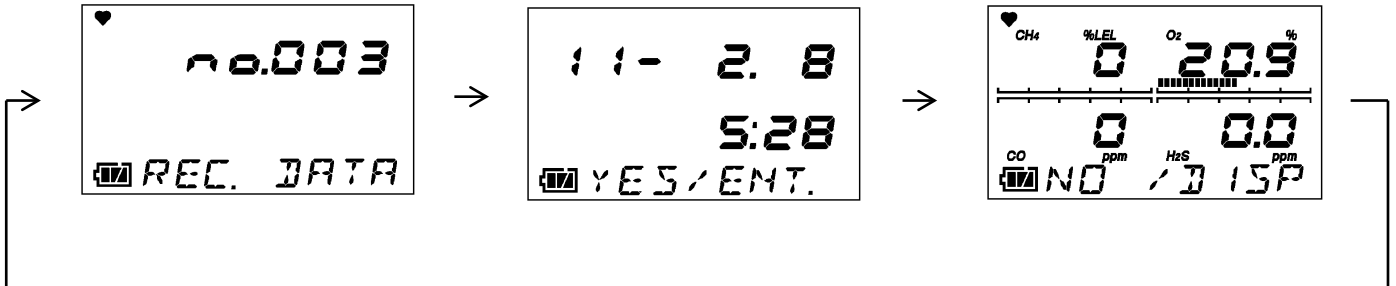 no.003
REC. DATA
11- 2. 8
5:28
YES/ENT.
CH4 %LEL O2 %
0 20.9
0 0.0
CO ppm H2S ppm
NO /DISP